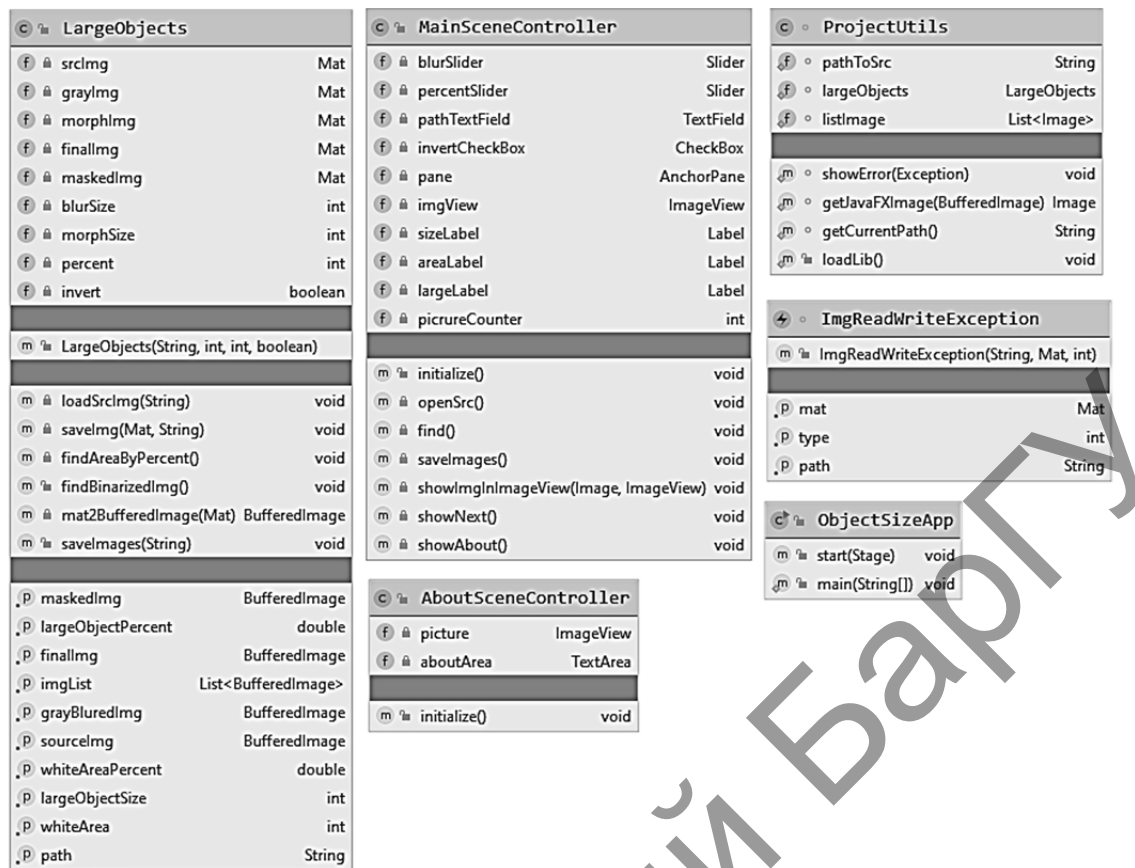 LargeObjects
srcImg Mat
grayImg Mat
morphImg Mat
finalImg Mat
maskedImg Mat
blurSize int
morphSize int
percent int
invert boolean
LargeObjects(String, int, int, boolean)
loadSrcImg(String) void
saveImg(Mat, String) void
findAreaByPercent() void
findBinarizedImg() void
mat2BufferedImage(Mat) BufferedImage
saveImages(String) void
maskedImg BufferedImage
largeObjectPercent double
finalImg BufferedImage
imgList List<BufferedImage>
grayBluredImg BufferedImage
sourceImg BufferedImage
whiteAreaPercent double
largeObjectSize int
whiteArea int
path String
MainSceneController
blurSlider Slider
percentSlider Slider
pathTextField TextField
invertCheckBox CheckBox
pane AnchorPane
imgView ImageView
sizeLabel Label
areaLabel Label
largeLabel Label
picrureCounter int
initialize() void
openSrc() void
find() void
saveImages() void
showImgInImageView(Image, ImageView) void
showNext() void
showAbout() void
AboutSceneController
picture ImageView
aboutArea TextArea
initialize() void
ProjectUtils
pathToSrc String
largeObjects LargeObjects
listImage List<Image>
showError(Exception) void
getJavaFXImage(BufferedImage) Image
getCurrentPath() String
loadLib() void
ImgReadWriteException
ImgReadWriteException(String, Mat, int)
mat Mat
type int
path String
ObjectSizeApp
start(Stage) void
main(String[]) void
ий БарГУ